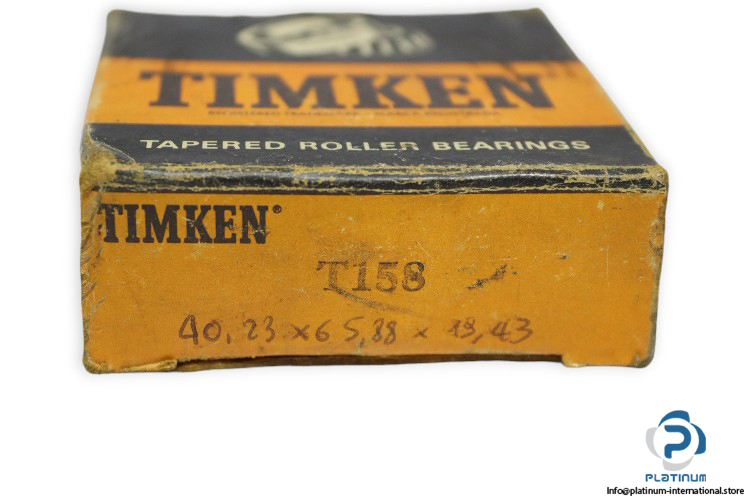 TIMKEN
TAPERED ROLLER BEARINGS
TIMKEN®
T158
40,23 x 65,88 x 19,43
PLATINUM
Info@platinum-international.store